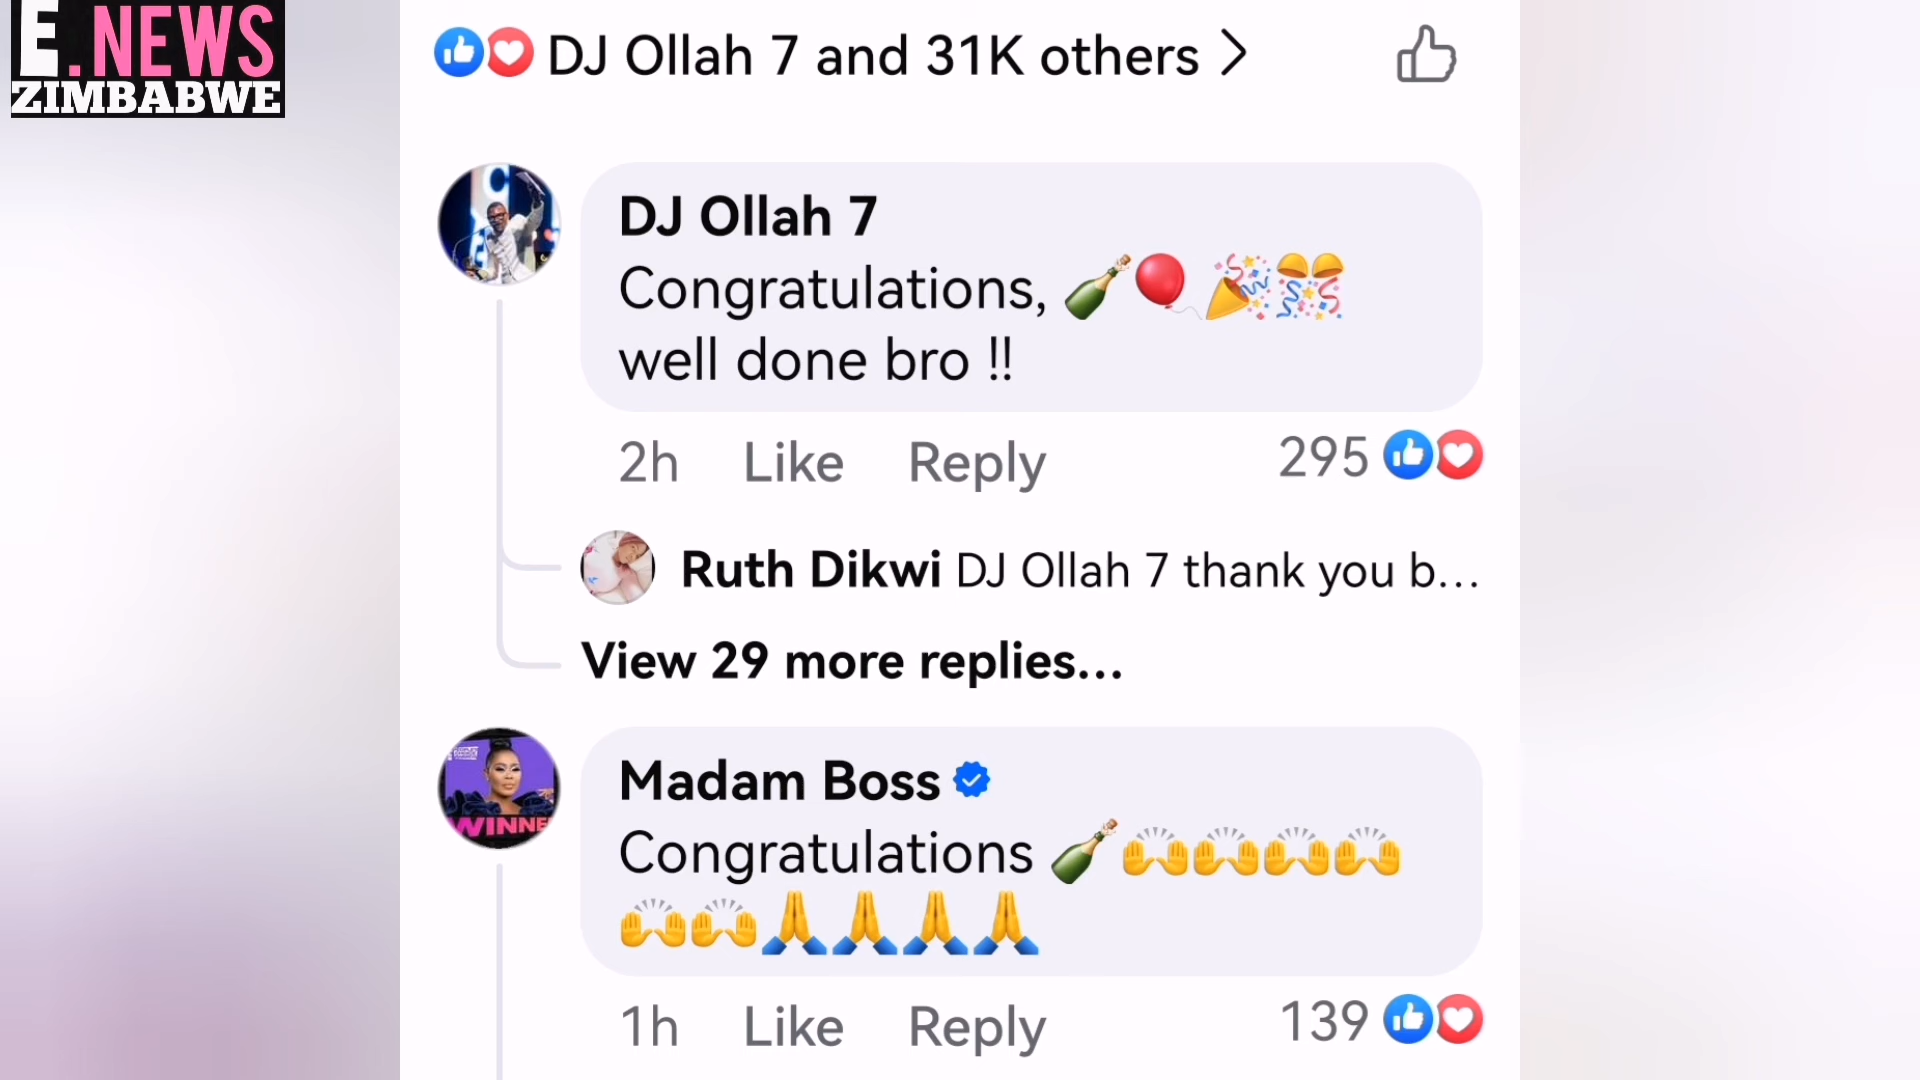 E.NEWS
ZIMBABWE
DJ Ollah 7 and 31K others
DJ Ollah 7
Congratulations, 🍾🎈🎉🎊
well done bro !!
2h Like Reply 295
Ruth Dikwi DJ Ollah 7 thank you b...
View 29 more replies...
WINNE
Madam Boss
Congratulations 🍾🙌🙌🙌🙌
🙌🙌🙏🙏🙏🙏
1h Like Reply 139